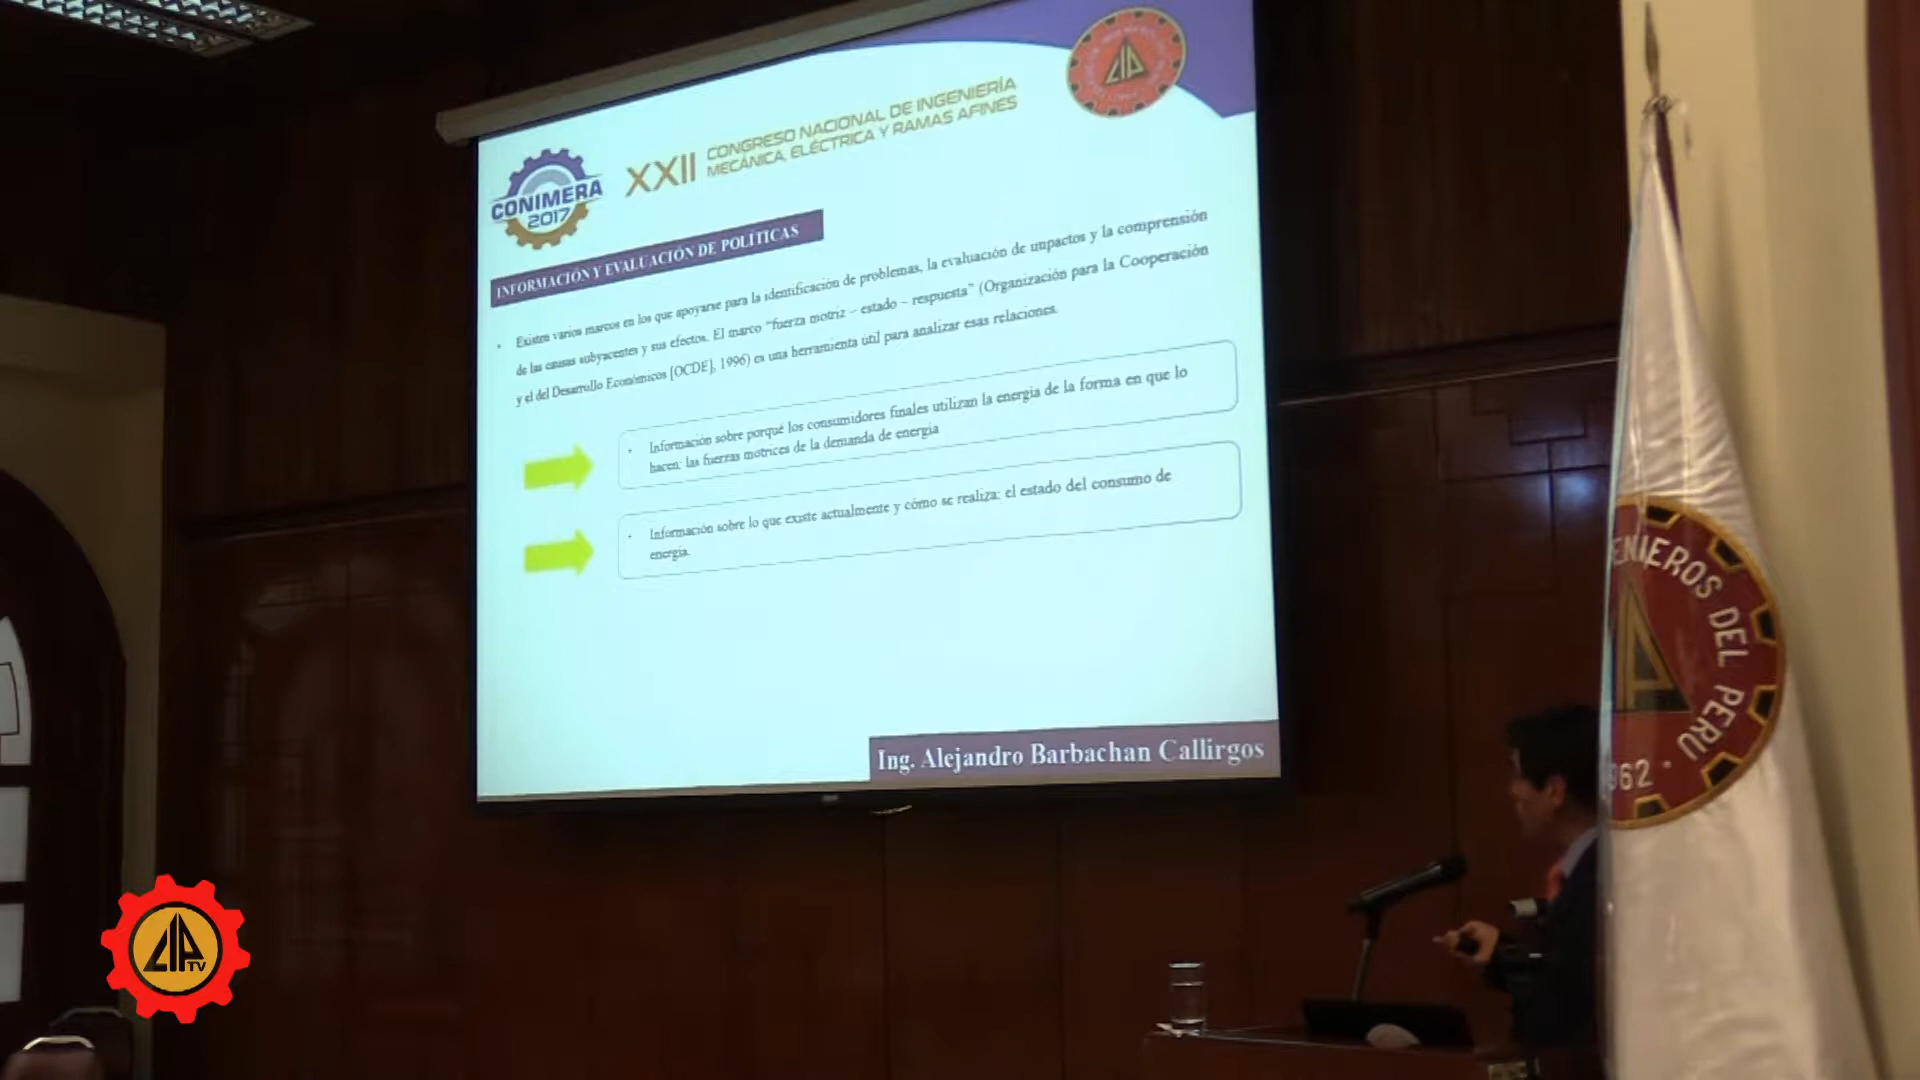 CONIMERA
2017
XXII
CONGRESO NACIONAL DE INGENIERÍA
MECÁNICA, ELÉCTRICA Y RAMAS AFINES
CIP
INFORMACIÓN Y EVALUACIÓN DE POLÍTICAS
• Existen varios marcos en los que apoyarse para la identificación de problemas, la evaluación de impactos y la comprensión
de las causas subyacentes y sus efectos. El marco “fuerza motriz – estado – respuesta” (Organización para la Cooperación
y el del Desarrollo Económicos [OCDE], 1996) es una herramienta útil para analizar esas relaciones.
• Información sobre porqué los consumidores finales utilizan la energía de la forma en que lo
hacen: las fuerzas motrices de la demanda de energía
• Información sobre lo que existe actualmente y cómo se realiza: el estado del consumo de
energía.
Ing. Alejandro Barbachan Callirgos
ENIEROS DEL PERU
962
CIP
TV